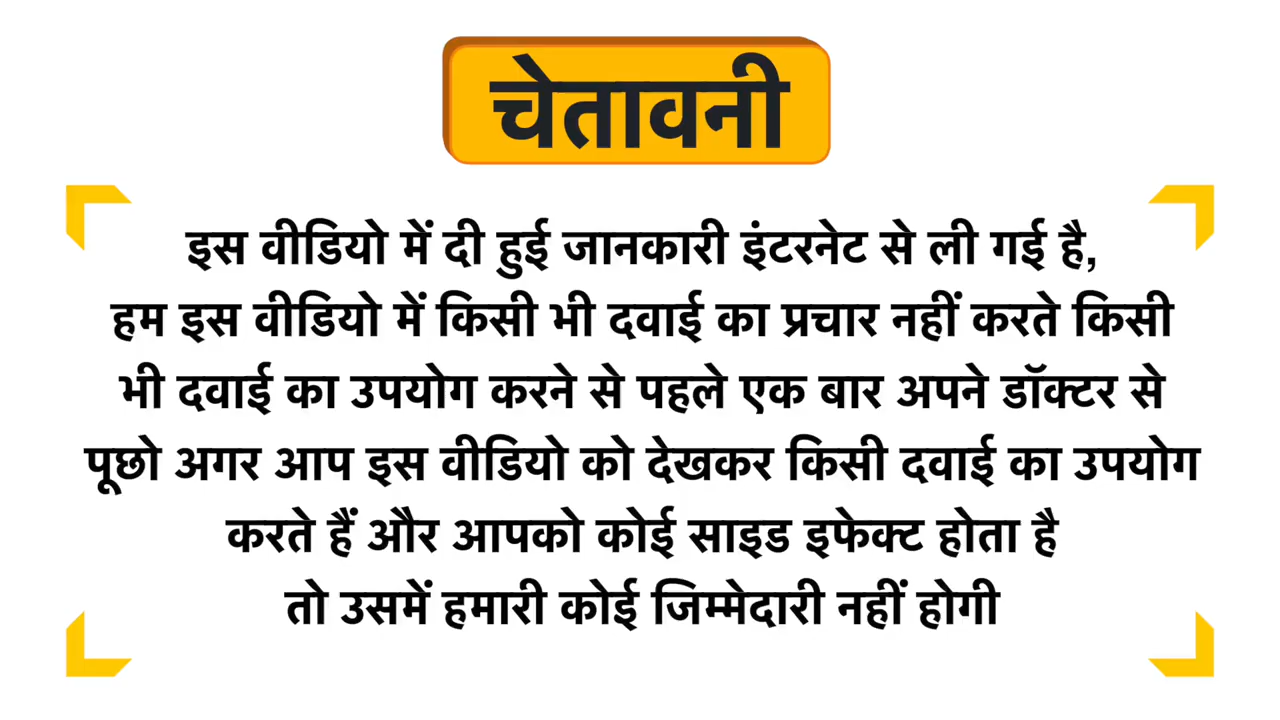 चेतावनी
इस वीडियो में दी हुई जानकारी इंटरनेट से ली गई है,
हम इस वीडियो में किसी भी दवाई का प्रचार नहीं करते किसी
भी दवाई का उपयोग करने से पहले एक बार अपने डॉक्टर से
पूछो अगर आप इस वीडियो को देखकर किसी दवाई का उपयोग
करते हैं और आपको कोई साइड इफेक्ट होता है
तो उसमें हमारी कोई जिम्मेदारी नहीं होगी